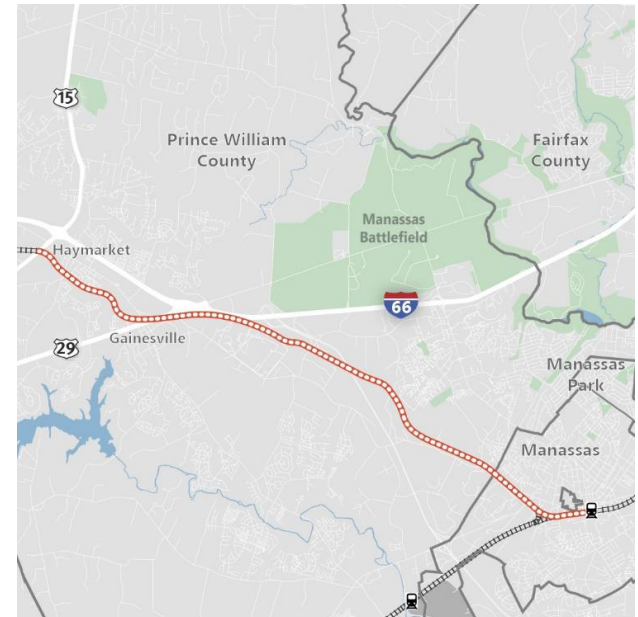 15
Prince William
County
Fairfax
County
Manassas
Battlefield
Haymarket
66
Gainesville
29
Manassas
Park
Manassas